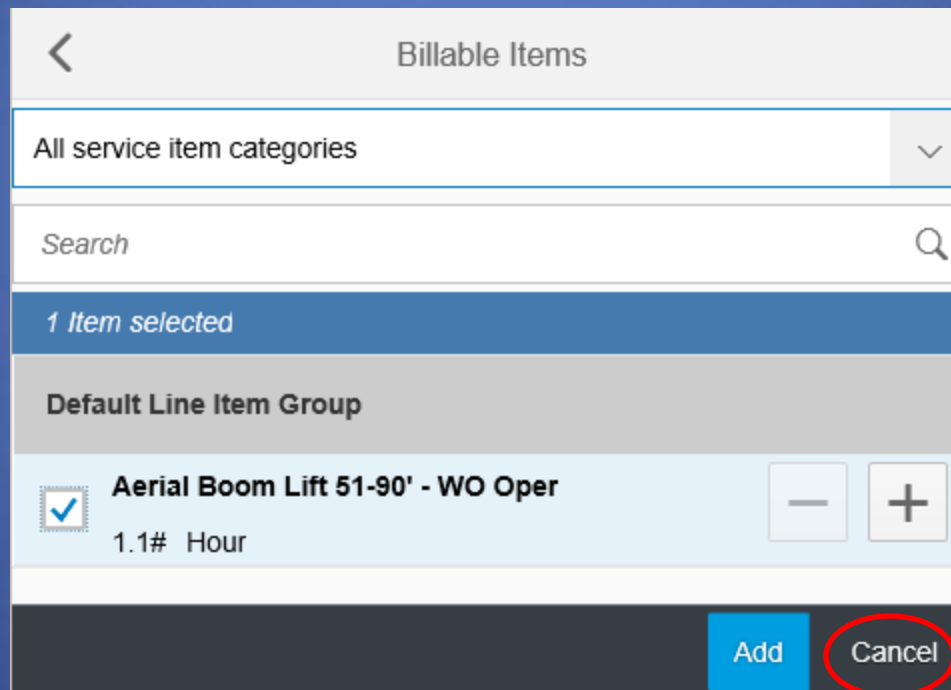 Billable Items
All service item categories
Search
1 Item selected
Default Line Item Group
Aerial Boom Lift 51-90' - WO Oper
1.1# Hour
Add Cancel